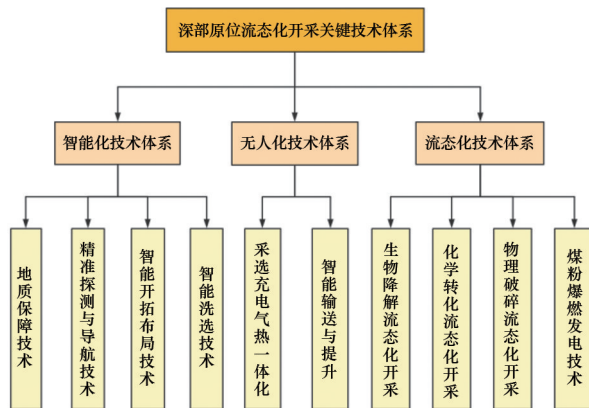 深部原位流态化开采关键技术体系
智能化技术体系
无人化技术体系
流态化技术体系
地质保障技术
精准探测与导航技术
智能开拓布局技术
智能洗选技术
采选充电气热一体化
智能输送与提升
生物降解流态化开采
化学转化流态化开采
物理破碎流态化开采
煤粉爆燃发电技术